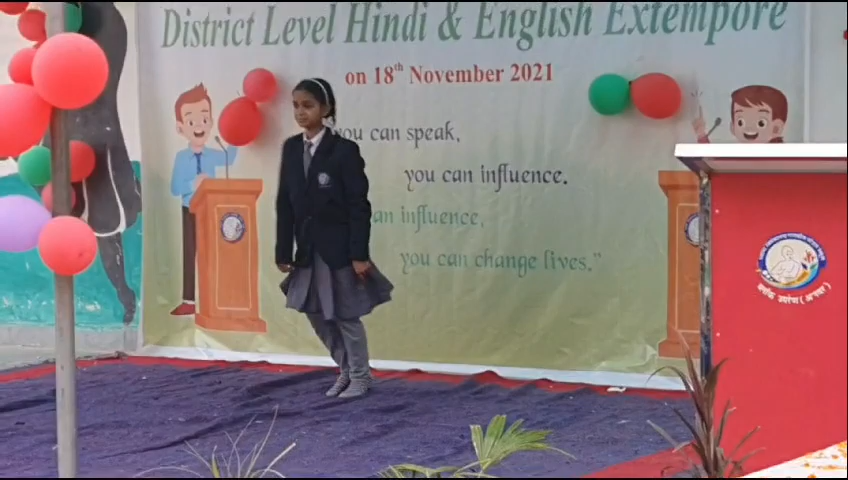 District Level Hindi & English Extempore
on 18th November 2021
you can speak,
you can influence.
can influence,
you can change lives."